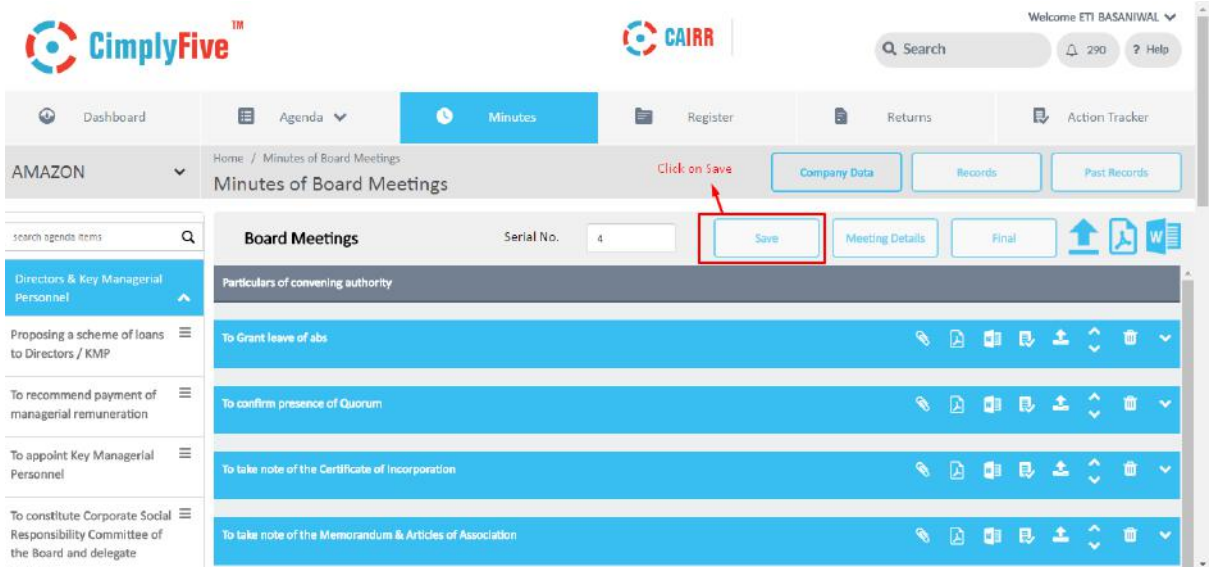 Welcome ETI BASANIWAL
CimplyFive™
CAIRR
Search
290
? Help
Dashboard
Agenda
Minutes
Register
Returns
Action Tracker
AMAZON
Home / Minutes of Board Meetings
Minutes of Board Meetings
Click on Save
Company Data
Records
Past Records
search agenda items
Board Meetings
Serial No.
4
Save
Meeting Details
Final
Directors & Key Managerial
Personnel
Proposing a scheme of loans
to Directors / KMP
To recommend payment of
managerial remuneration
To appoint Key Managerial
Personnel
To constitute Corporate Social
Responsibility Committee of
the Board and delegate
Particulars of convening authority
To Grant leave of abs
To confirm presence of Quorum
To take note of the Certificate of Incorporation
To take note of the Memorandum & Articles of Association